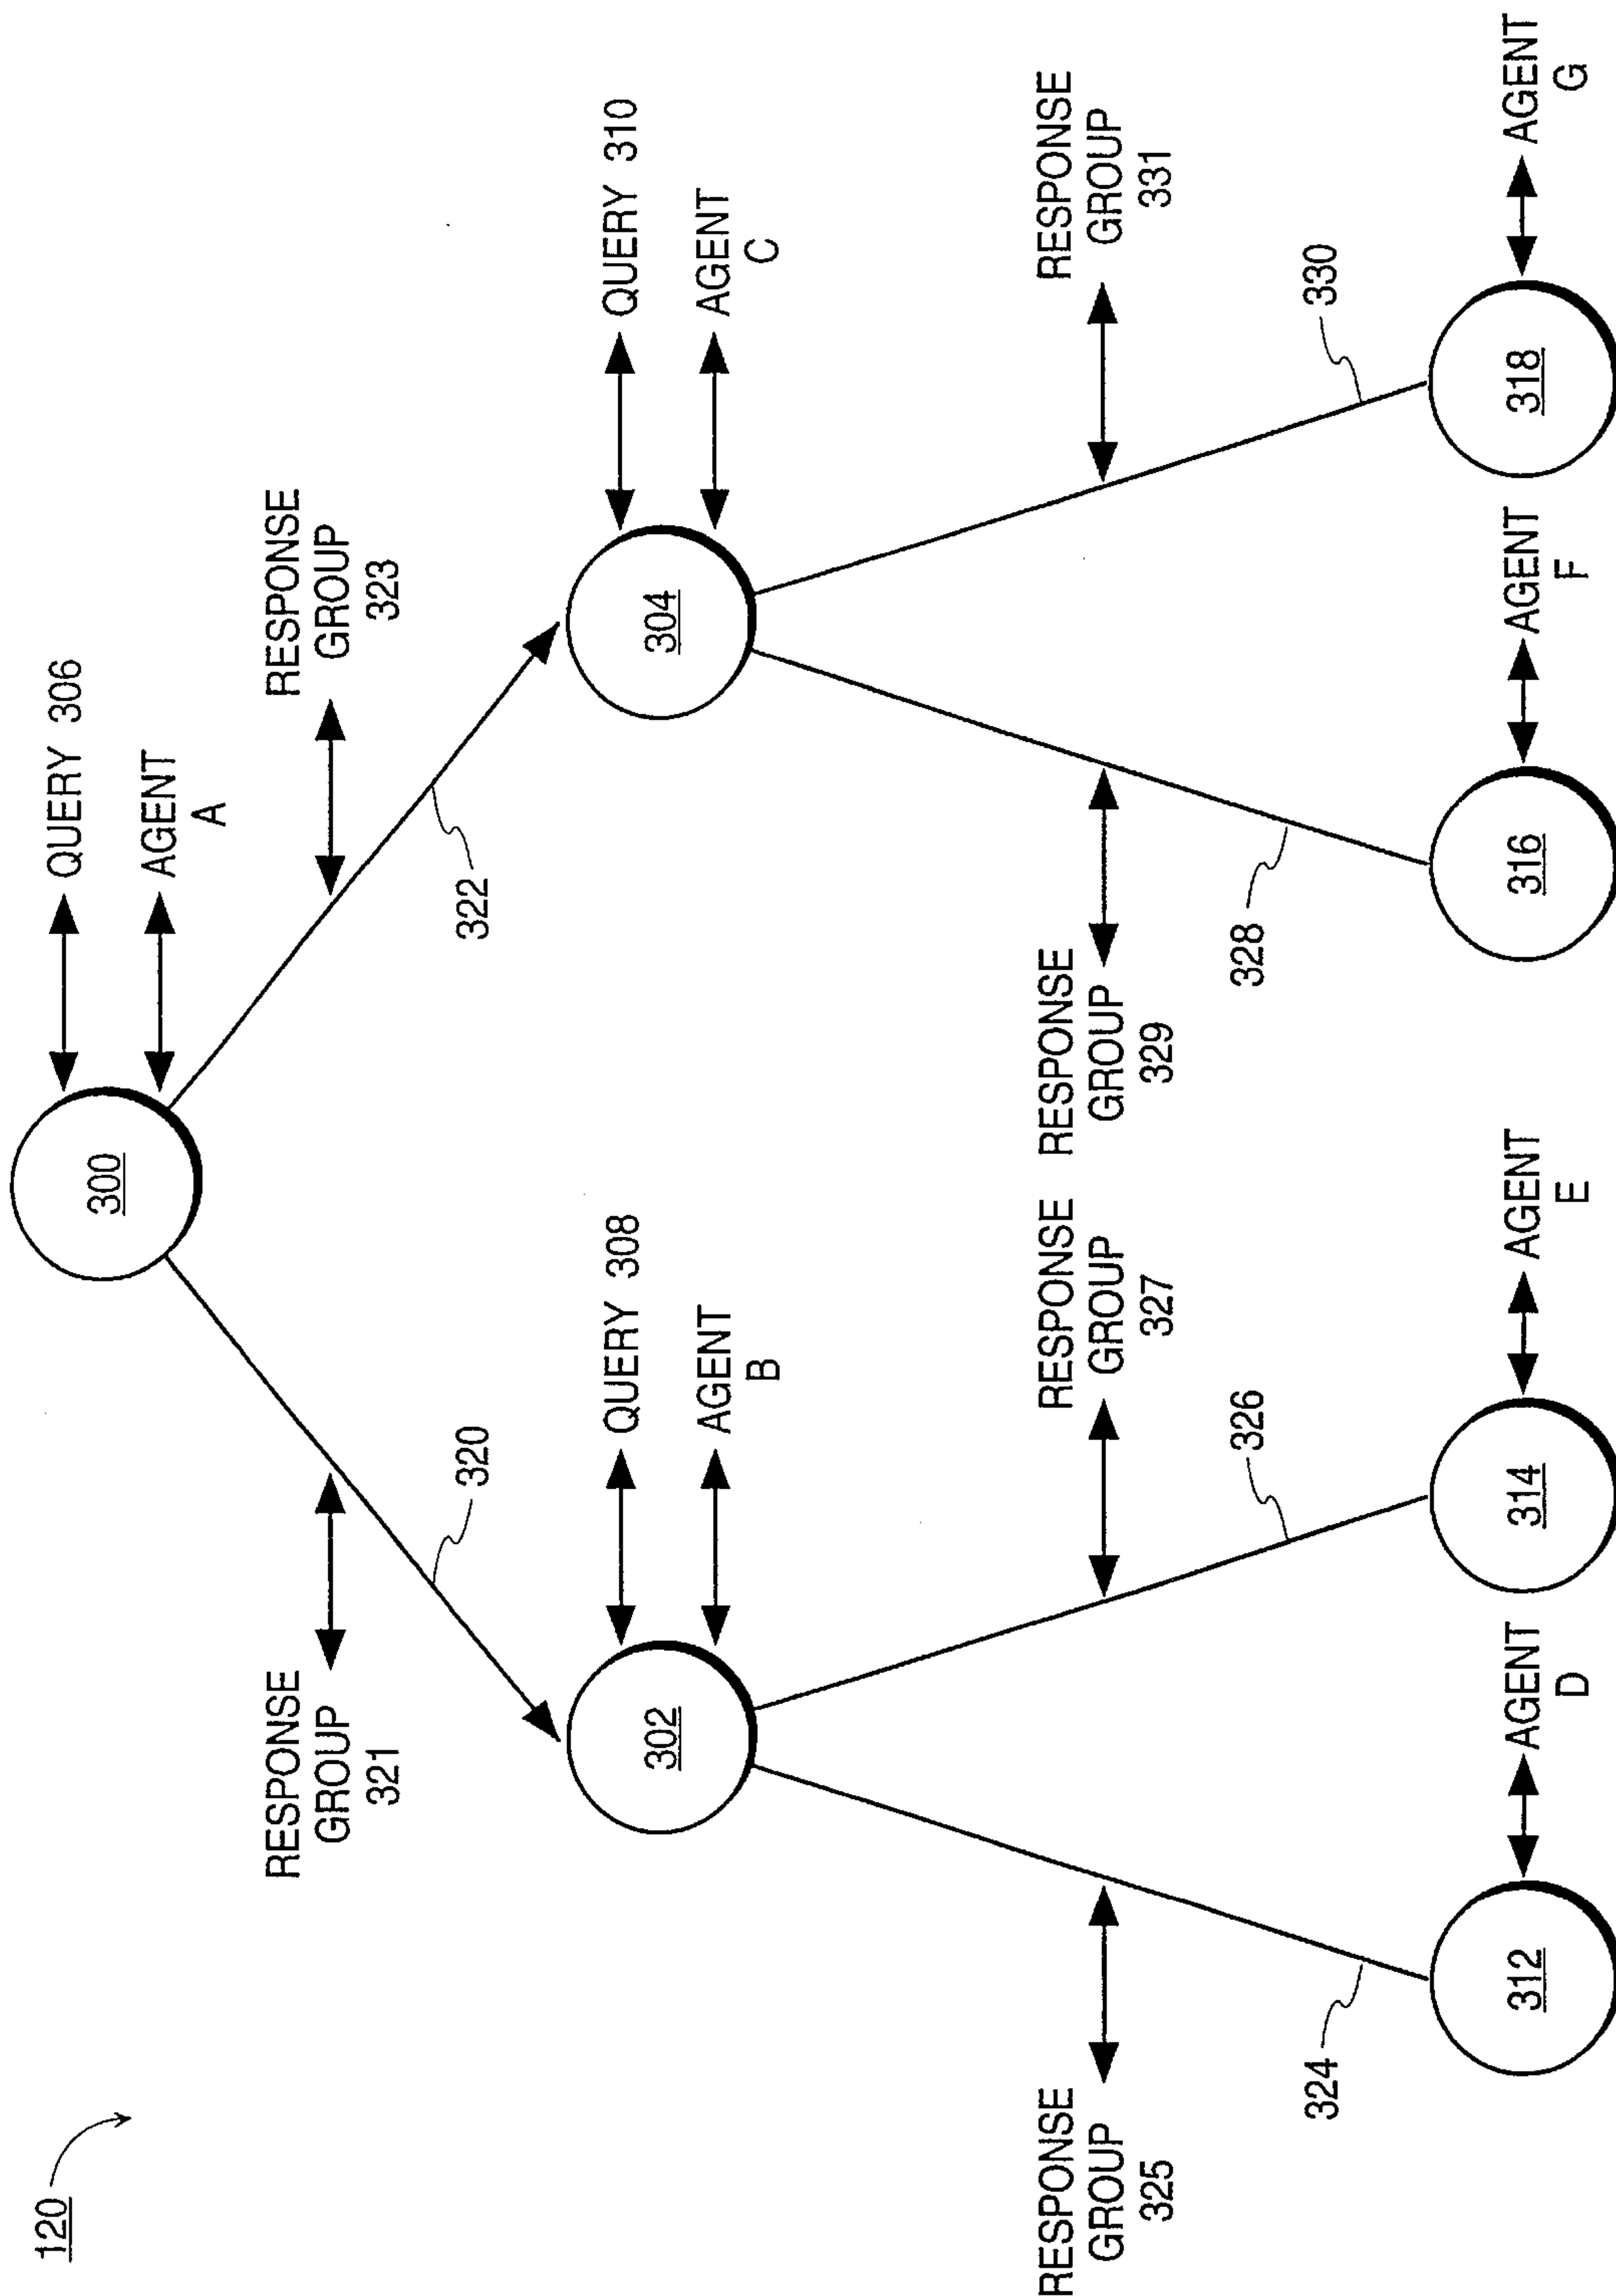 120
300
QUERY 306
AGENT
A
RESPONSE
GROUP
321
320
322
RESPONSE
GROUP
323
302
QUERY 308
AGENT
B
304
QUERY 310
AGENT
C
RESPONSE
GROUP
325
324
RESPONSE
GROUP
327
326
RESPONSE
GROUP
329
328
RESPONSE
GROUP
331
330
312
AGENT
D
314
AGENT
E
316
AGENT
F
318
AGENT
G